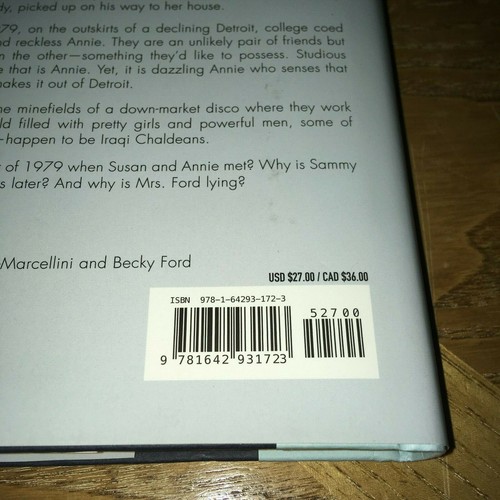 picked up on his way to her house.
79, on the outskirts of a declining Detroit, college coed
reckless Annie. They are an unlikely pair of friends but
the other—something they'd like to possess. Studious
that is Annie. Yet, it is dazzling Annie who senses that
makes it out of Detroit.
minefields of a down-market disco where they work
filled with pretty girls and powerful men, some of
—happen to be Iraqi Chaldeans.
of 1979 when Susan and Annie met? Why is Sammy
later? And why is Mrs. Ford lying?
Marcellini and Becky Ford
USD $27.00 / CAD $36.00
ISBN 978-1-64293-172-3
52700
9 781642 931723